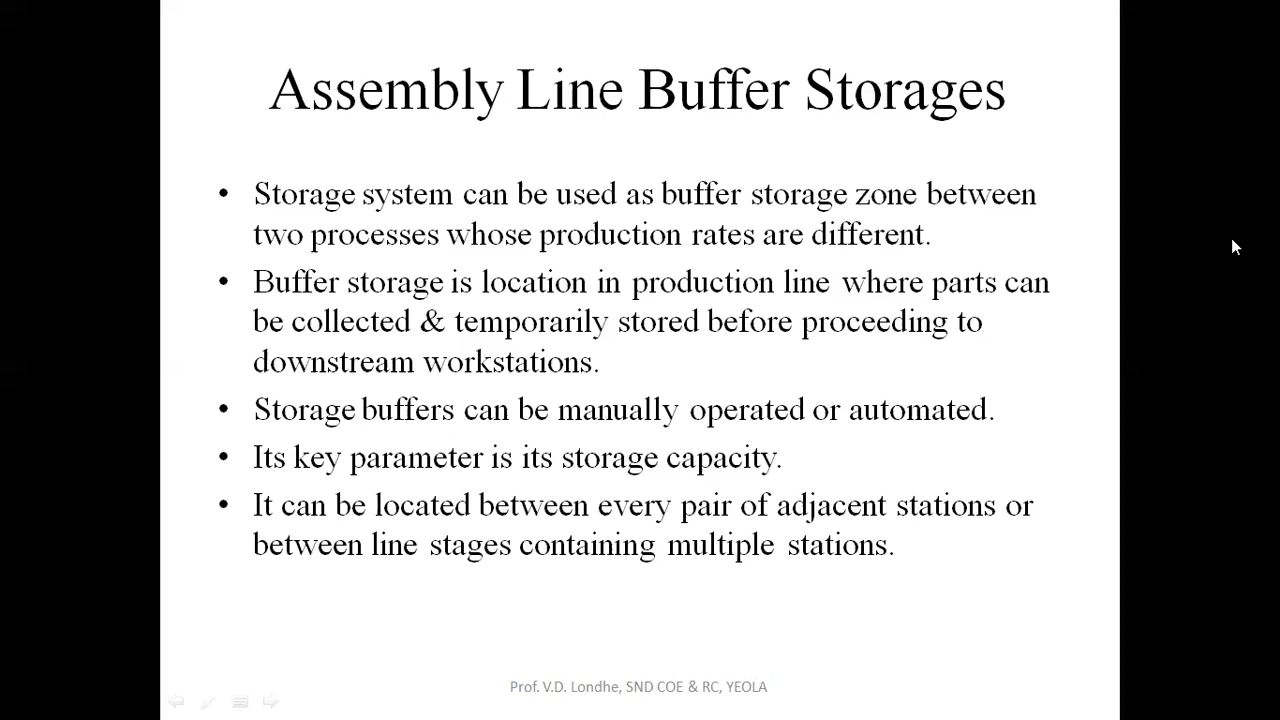 Assembly Line Buffer Storages
• Storage system can be used as buffer storage zone between
two processes whose production rates are different.
• Buffer storage is location in production line where parts can
be collected & temporarily stored before proceeding to
downstream workstations.
• Storage buffers can be manually operated or automated.
• Its key parameter is its storage capacity.
• It can be located between every pair of adjacent stations or
between line stages containing multiple stations.
Prof. V.D. Londhe, SND COE & RC, YEOLA